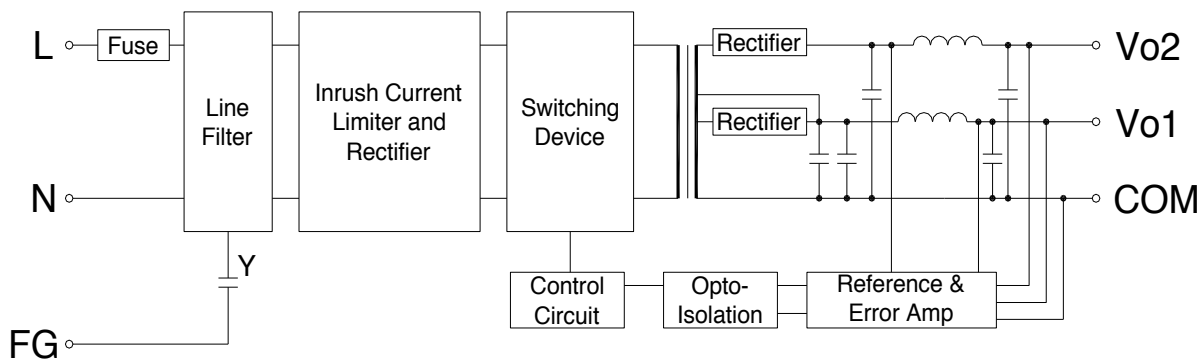 L
Fuse
Line
Filter
Inrush Current
Limiter and
Rectifier
Switching
Device
Rectifier
Rectifier
Vo2
Vo1
N
COM
Y
Control
Circuit
Opto-
Isolation
Reference &
Error Amp
FG